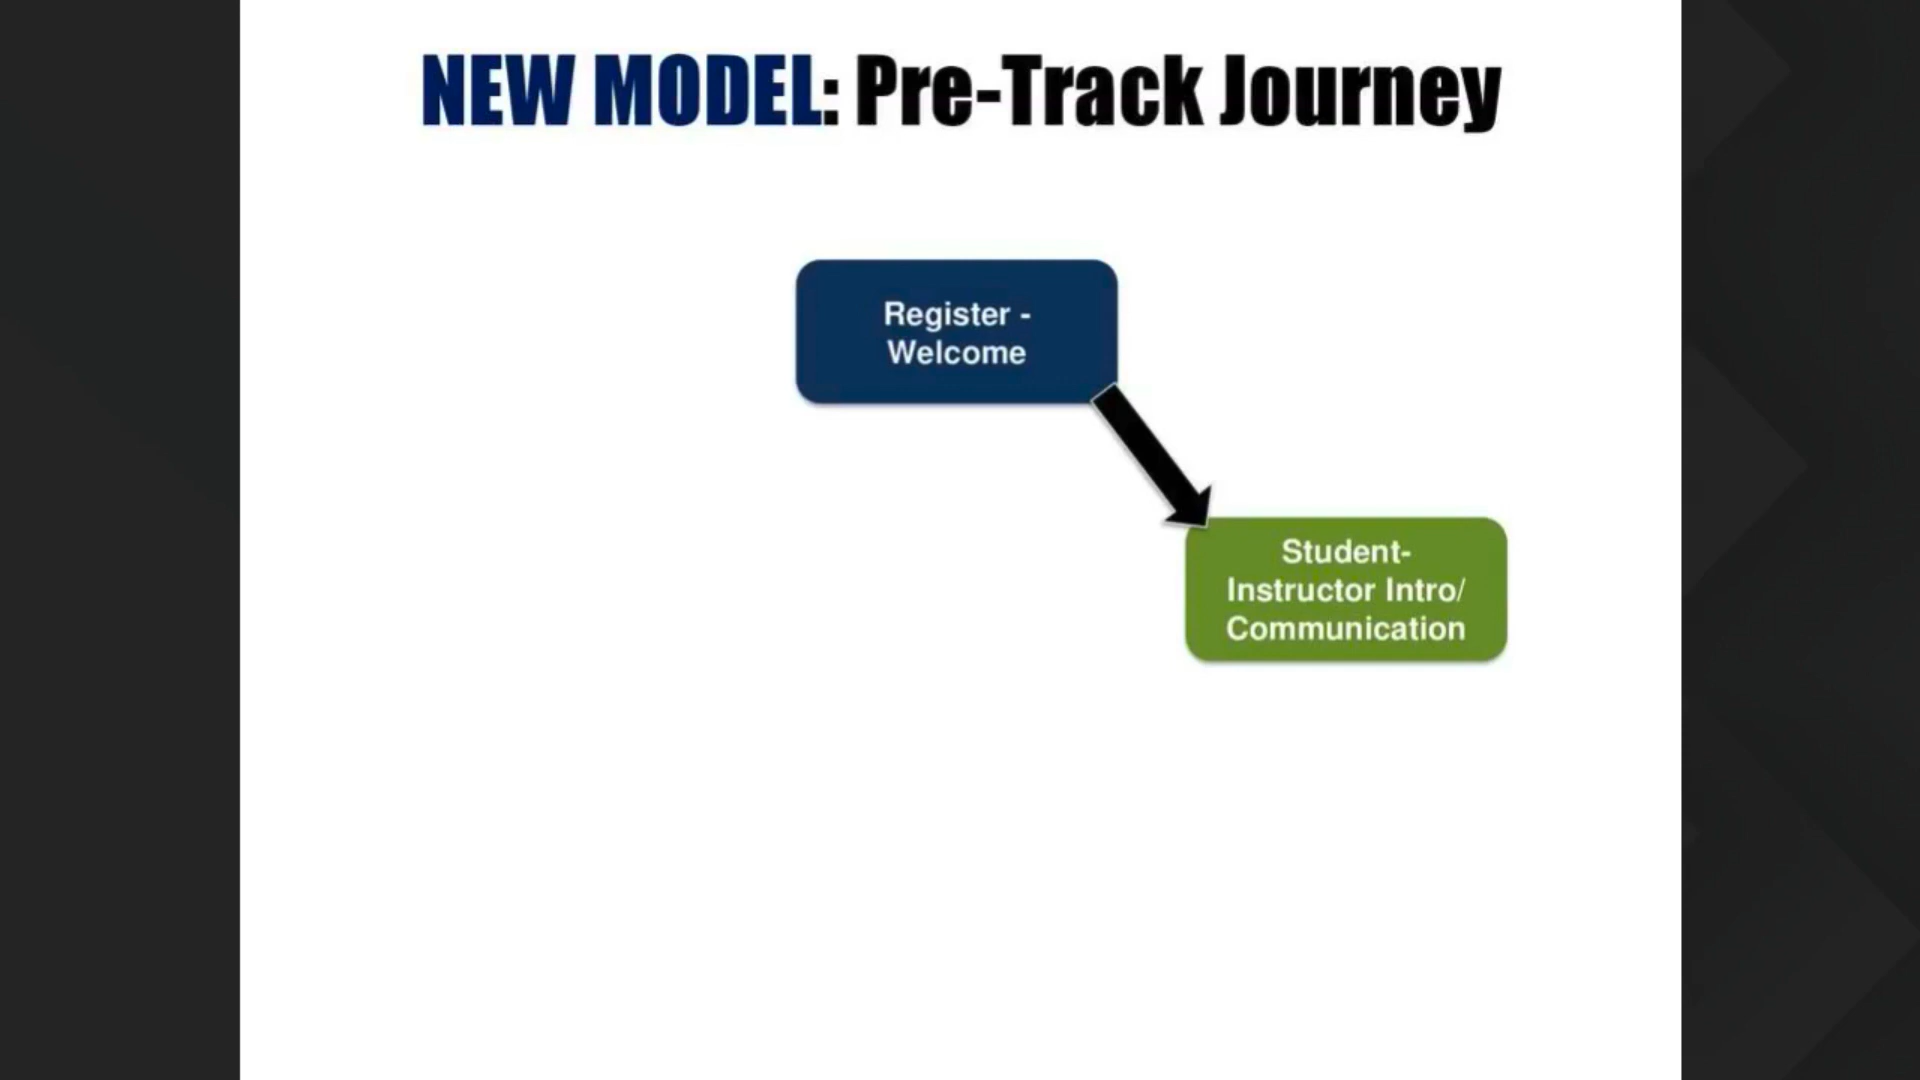 NEW MODEL: Pre-Track Journey
Register -
Welcome
Student-
Instructor Intro/
Communication